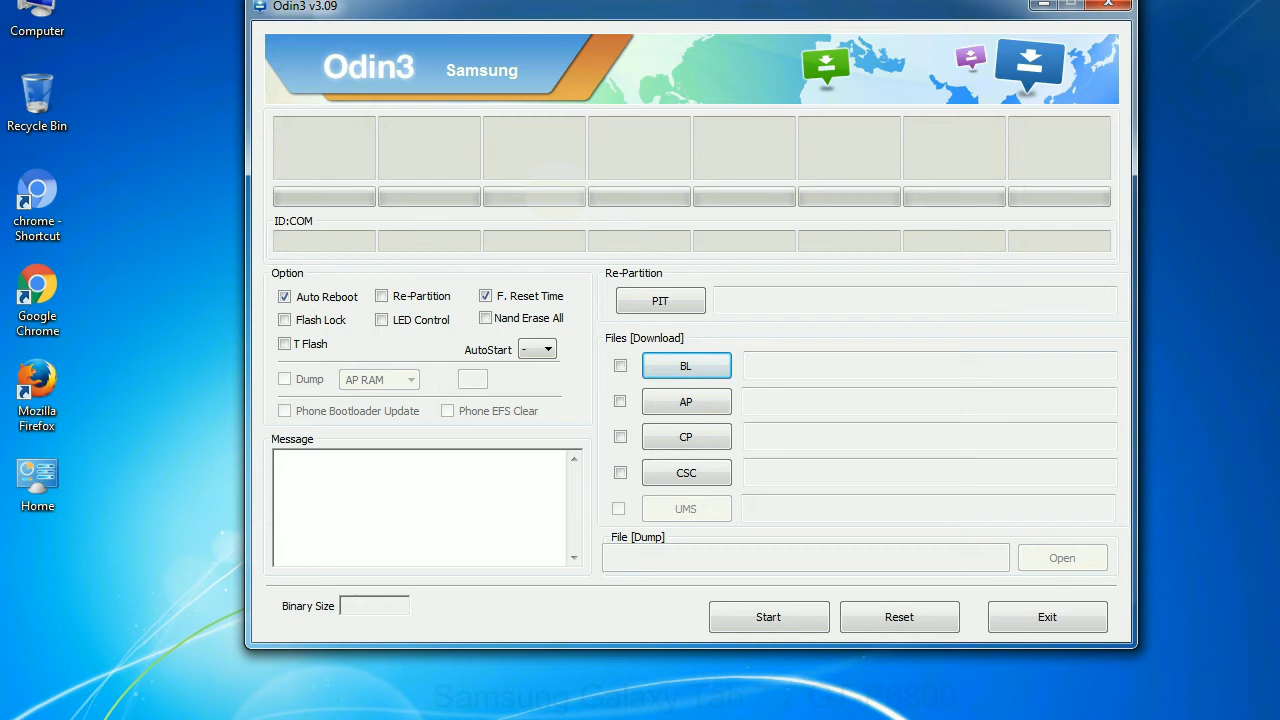 Odin3 v3.09
Computer
Recycle Bin
chrome -
Shortcut
Google
Chrome
Mozilla
Firefox
Home
Odin3 Samsung
ID:COM
Option
Auto Reboot Re-Partition F. Reset Time
Flash Lock LED Control Nand Erase All
T Flash AutoStart -
Dump AP RAM
Phone Bootloader Update Phone EFS Clear
Message
Re-Partition
PIT
Files [Download]
BL
AP
CP
CSC
UMS
File [Dump]
Open
Binary Size
Start Reset Exit
Samsung Galaxy Tab